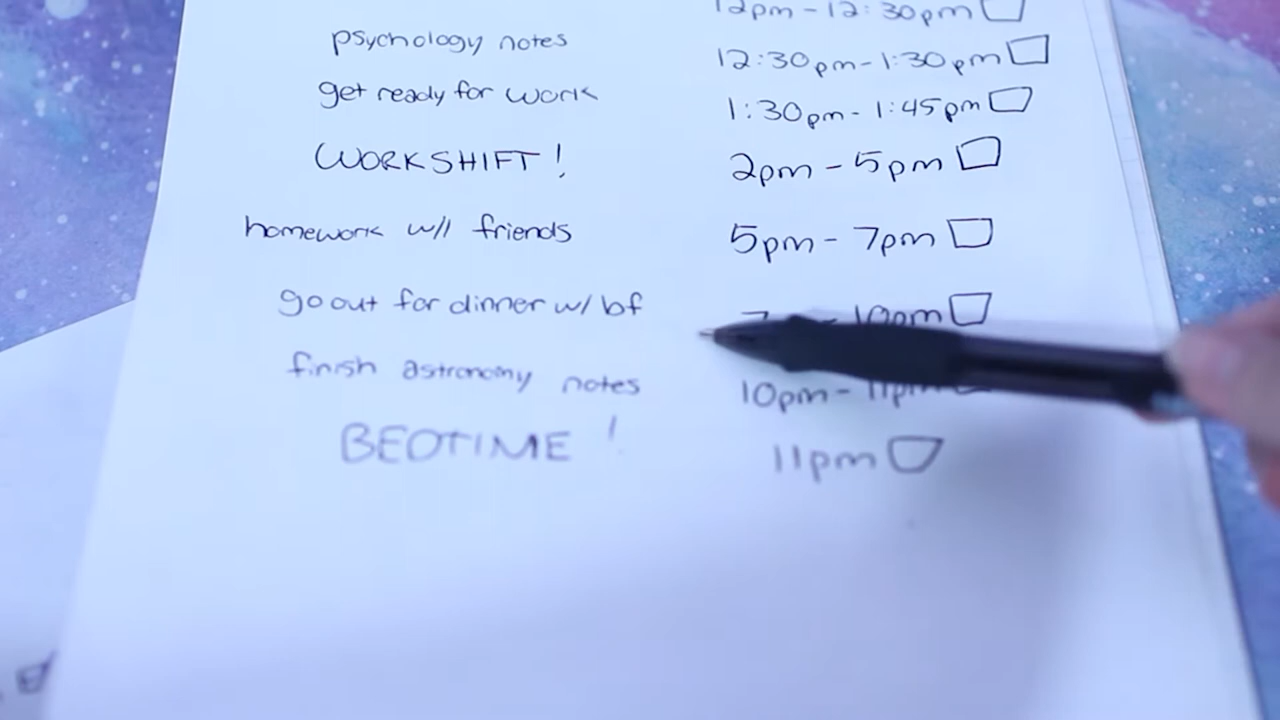 12pm - 12:30pm
psychology notes 12:30pm - 1:30pm
get ready for work 1:30pm - 1:45pm
WORKSHIFT! 2pm - 5pm
homework w// friends 5pm - 7pm
go out for dinner w/ bf 10pm
finish astronomy notes 10pm - 11pm
BEDTIME! 11pm